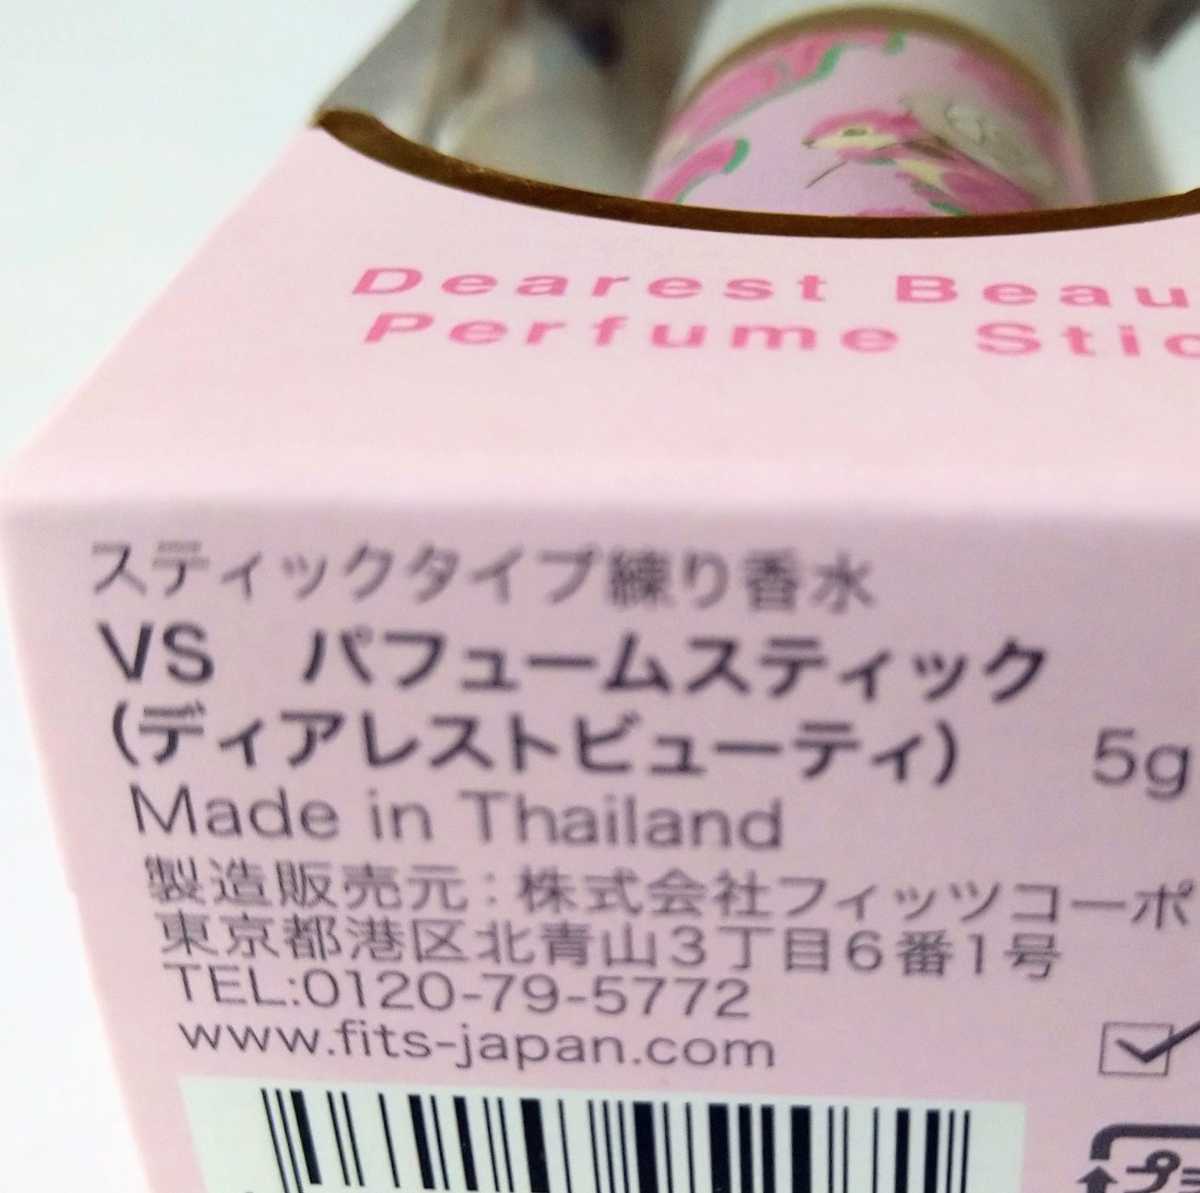 Dearest Beau
Perfume Stic
スティックタイプ練り香水
VS パフュームスティック
(ディアレストビューティ) 5g
Made in Thailand
製造販売元:株式会社フィッツコーポ
東京都港区北青山3丁目6番1号
TEL:0120-79-5772
www.fits-japan.com
プ